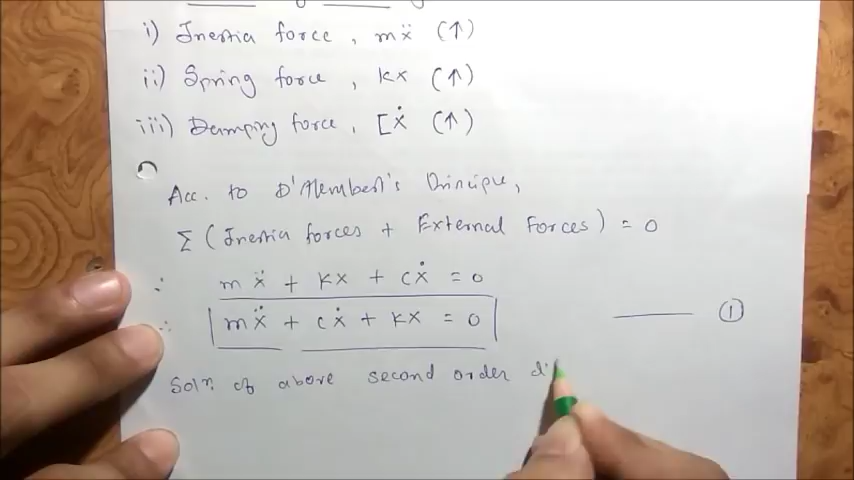 i) Inertia force, mẍ (↑)
ii) Spring force, kx (↑)
iii) Damping force, [ẋ (↑)
Acc. to D'Alembert's Principle,
Σ (Inertia forces + External Forces) = 0
∴ mẍ + kx + cẋ = 0
∴ mẍ + cẋ + kx = 0 ——— ①
Soln of above second order di